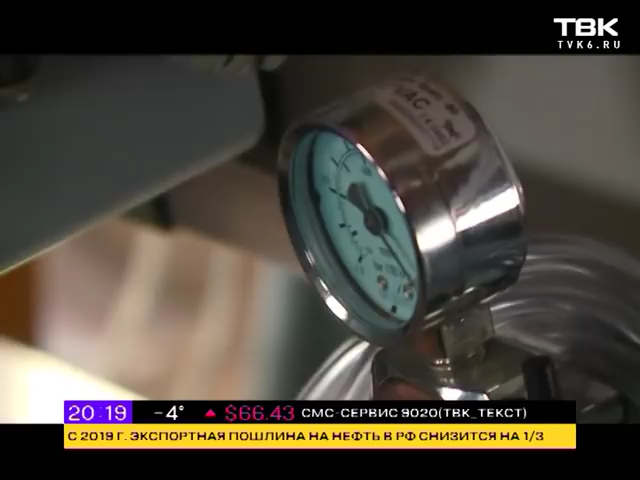 ТВК
TVK6.RU
VAC
20:19 -4° $66.43 СМС-СЕРВИС 9020(ТВК_ТЕКСТ)
С 2019 Г. ЭКСПОРТНАЯ ПОШЛИНА НА НЕФТЬ В РФ СНИЗИТСЯ НА 1/3